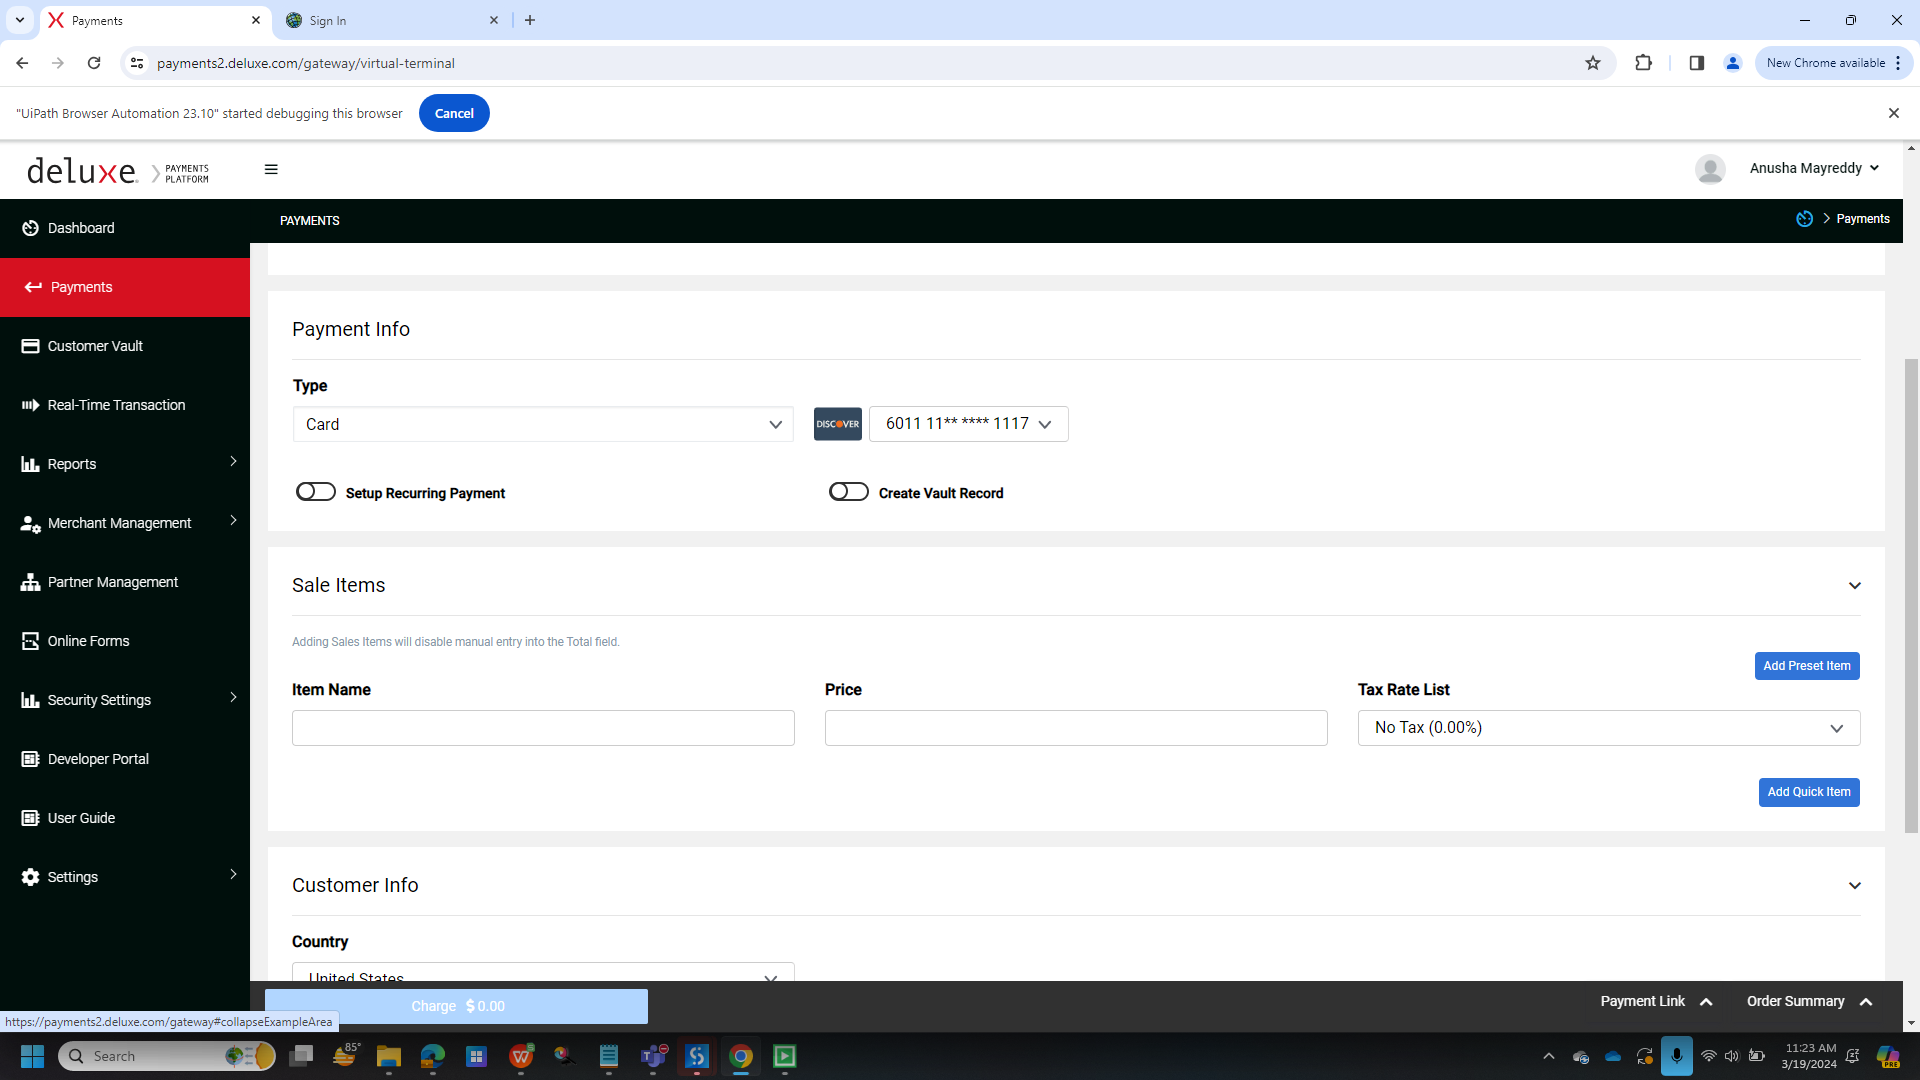 Payments
Sign In
payments2.deluxe.com/gateway/virtual-terminal
New Chrome available
"UiPath Browser Automation 23.10" started debugging this browser
Cancel
deluxe. PAYMENTS PLATFORM
Anusha Mayreddy
PAYMENTS
Payments
Dashboard
Payments
Customer Vault
Real-Time Transaction
Reports
Merchant Management
Partner Management
Online Forms
Security Settings
Developer Portal
User Guide
Settings
Payment Info
Type
Card
DISCOVER
6011 11** **** 1117
Setup Recurring Payment
Create Vault Record
Sale Items
Adding Sales Items will disable manual entry into the Total field.
Add Preset Item
Item Name
Price
Tax Rate List
No Tax (0.00%)
Add Quick Item
Customer Info
Country
United States
Charge $ 0.00
Payment Link
Order Summary
https://payments2.deluxe.com/gateway#collapseExampleArea
Search
85°
11:23 AM
3/19/2024
PRE